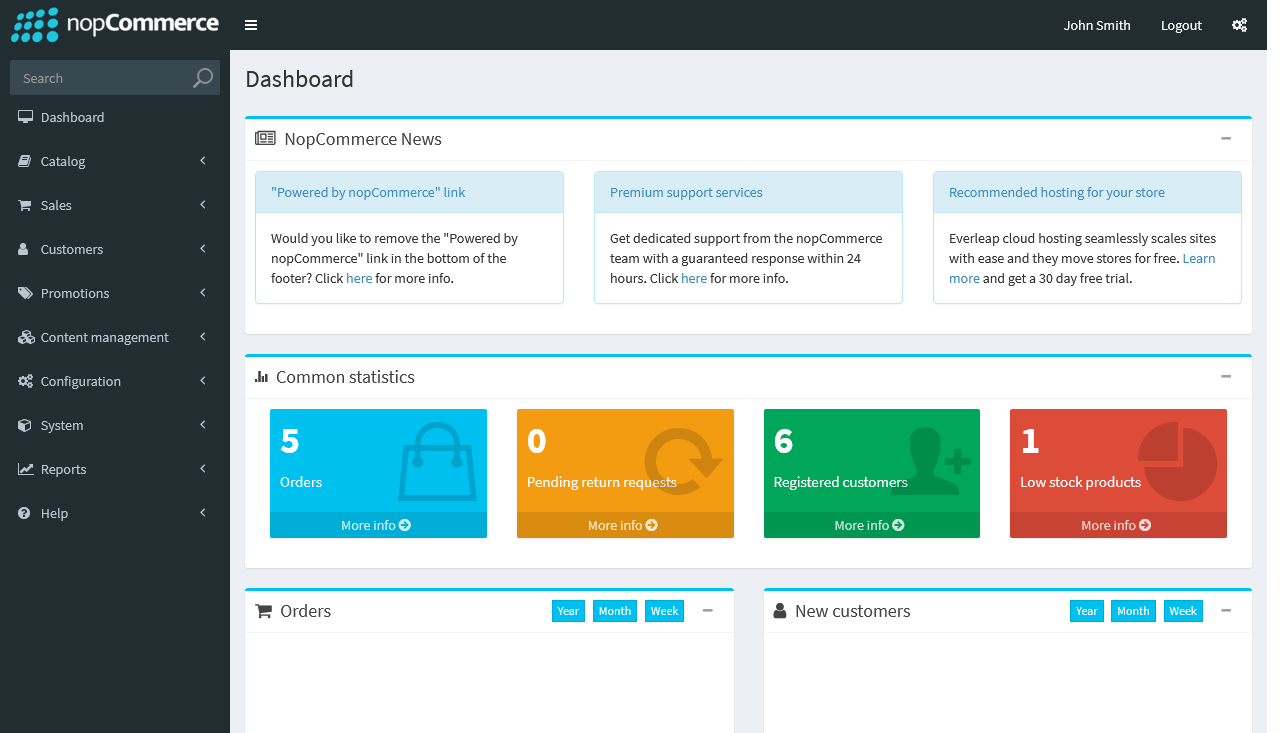 nopCommerce
John Smith Logout
Search
Dashboard
Catalog
Sales
Customers
Promotions
Content management
Configuration
System
Reports
Help
Dashboard
NopCommerce News
"Powered by nopCommerce" link
Would you like to remove the "Powered by
nopCommerce" link in the bottom of the
footer? Click here for more info.
Premium support services
Get dedicated support from the nopCommerce
team with a guaranteed response within 24
hours. Click here for more info.
Recommended hosting for your store
Everleap cloud hosting seamlessly scales sites
with ease and they move stores for free. Learn
more and get a 30 day free trial.
Common statistics
5
Orders
More info
0
Pending return requests
More info
6
Registered customers
More info
1
Low stock products
More info
Orders Year Month Week
New customers Year Month Week